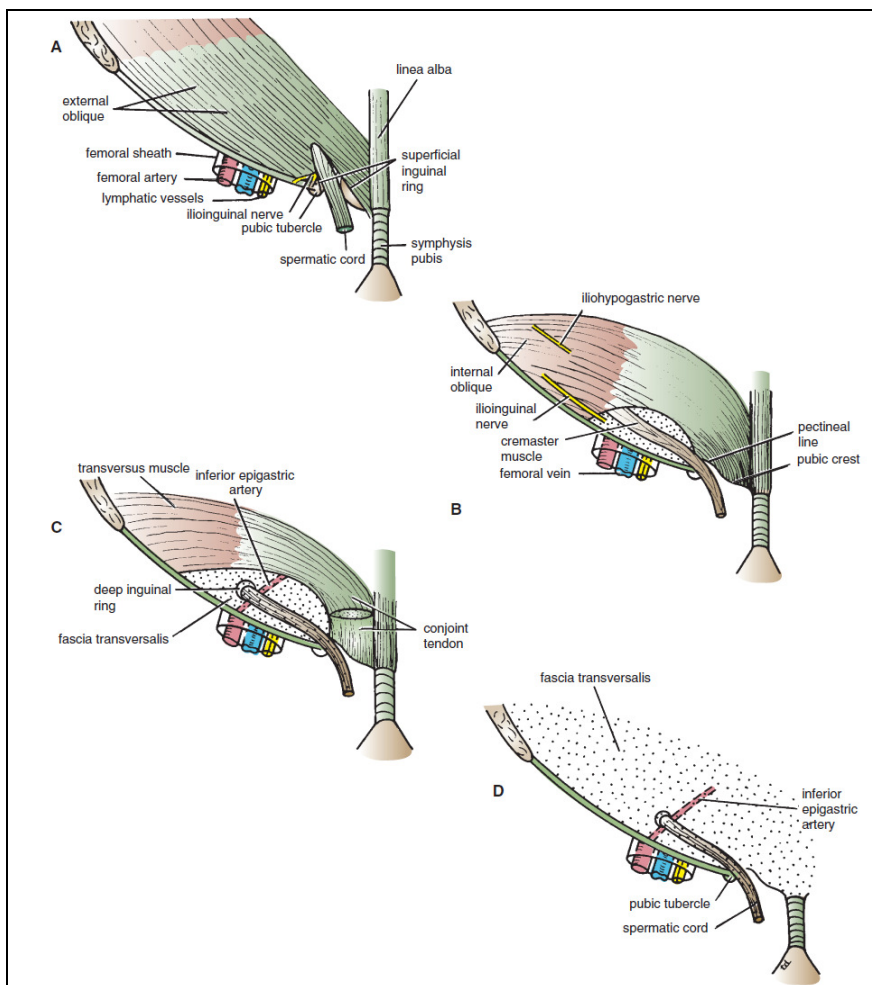 A
linea alba
external
oblique
femoral sheath
femoral artery
lymphatic vessels
ilioinguinal nerve
pubic tubercle
spermatic cord
superficial
inguinal
ring
symphysis
pubis
iliohypogastric nerve
internal
oblique
ilioinguinal
nerve
cremaster
muscle
femoral vein
pectineal
line
pubic crest
B
transversus muscle
inferior epigastric
artery
C
deep inguinal
ring
fascia transversalis
conjoint
tendon
fascia transversalis
D
inferior
epigastric
artery
pubic tubercle
spermatic cord